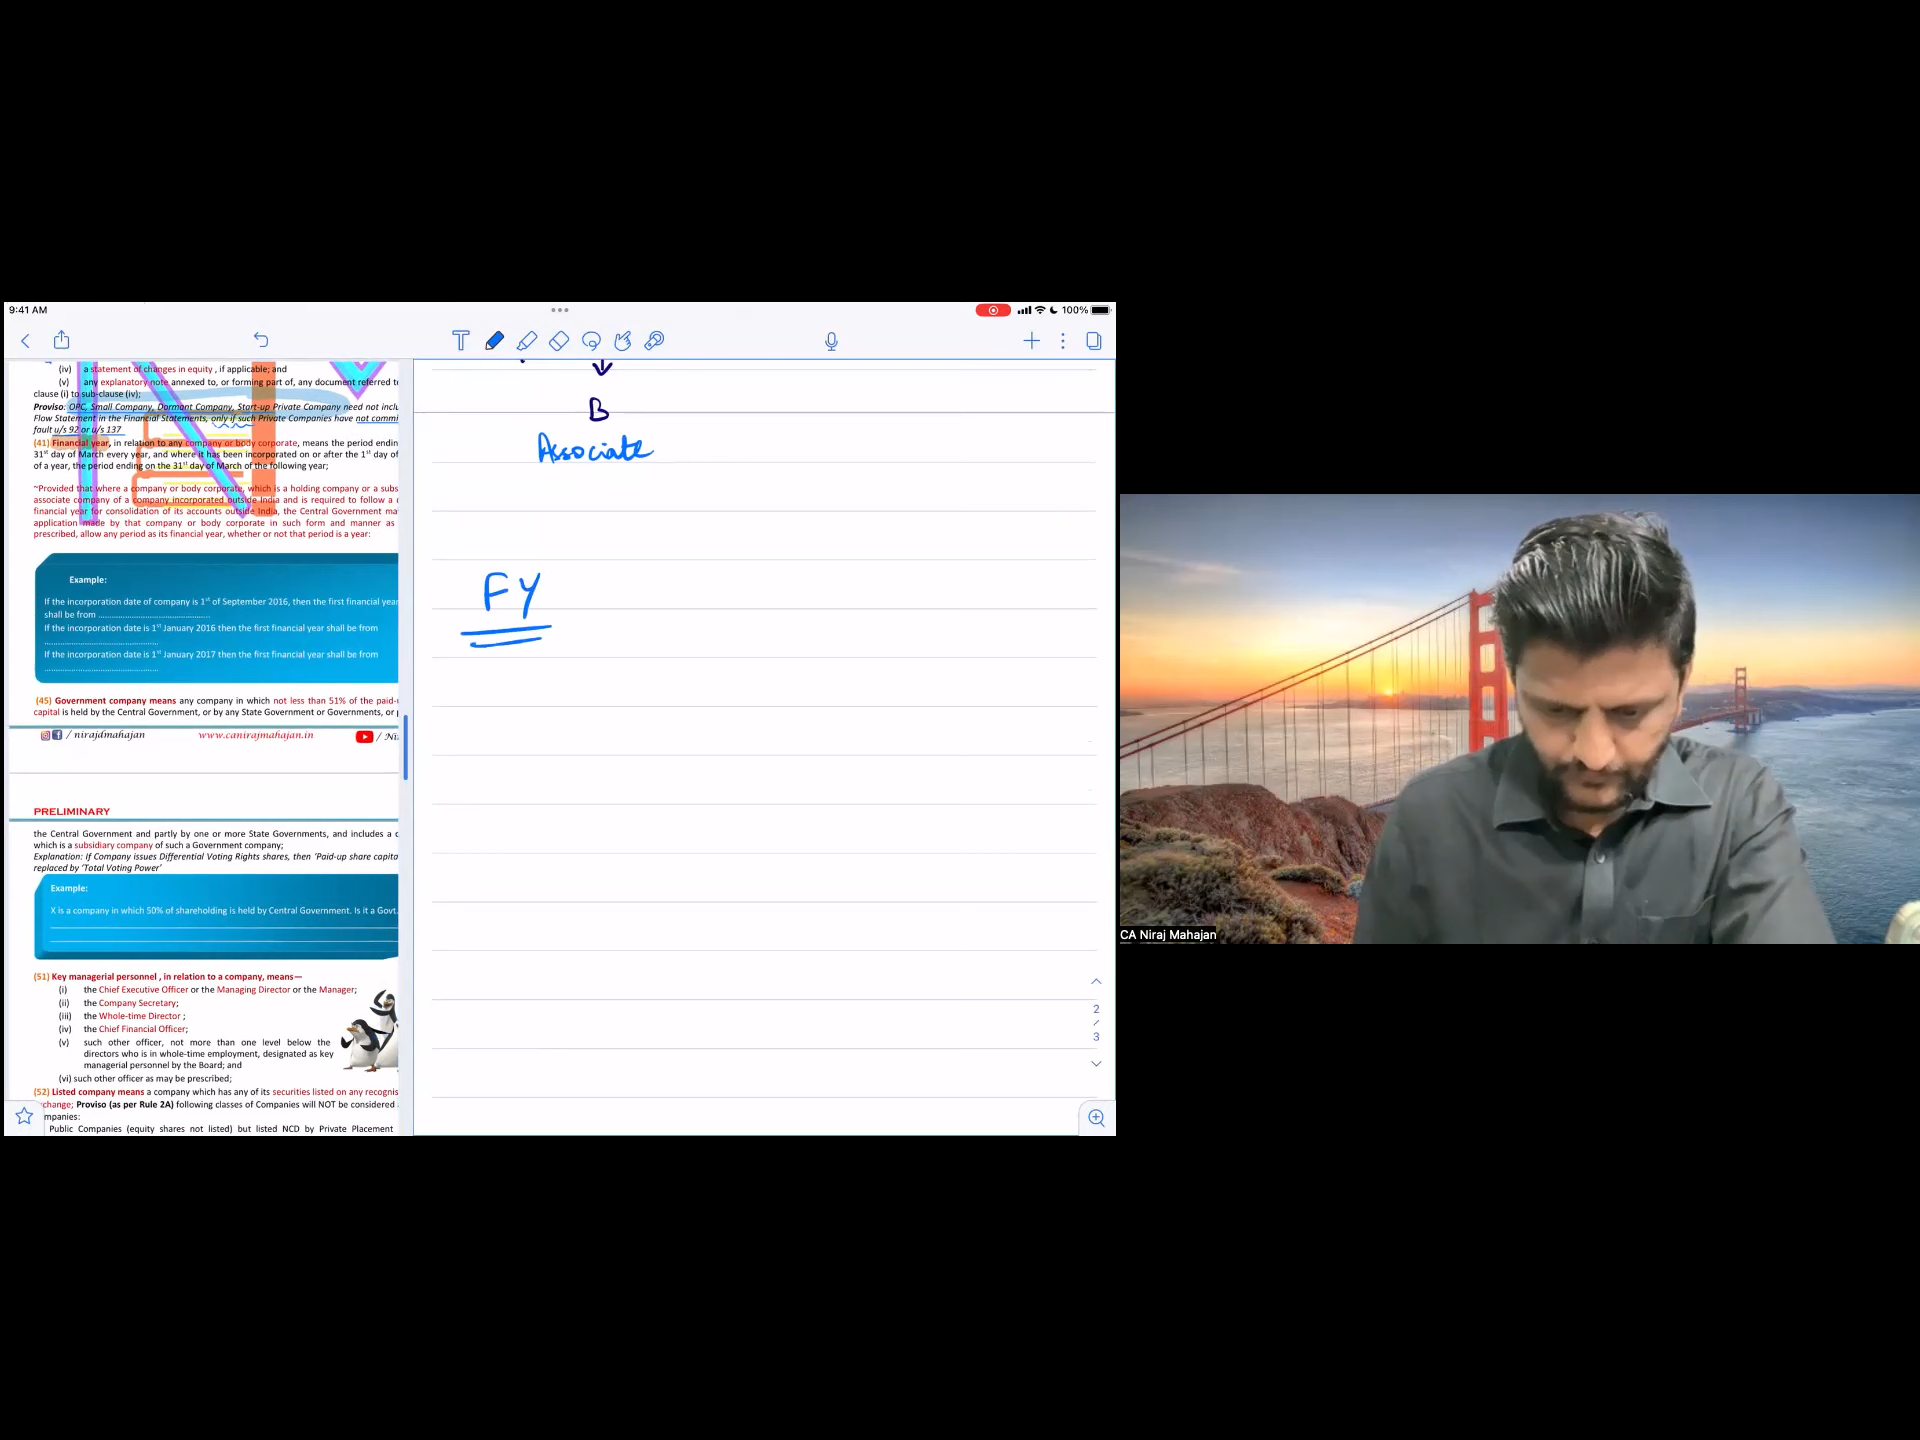 9:41 AM
100%
(iv) a statement of changes in equity , if applicable; and
(v) any explanatory note annexed to, or forming part of, any document referred to
clause (i) to sub-clause (iv);
Proviso: OPC, Small Company, Dormant Company, Start-up Private Company need not inclu
Flow Statement in the Financial Statements, only if such Private Companies have not commi
fault u/s 92 or u/s 137
(41) Financial year, in relation to any company or body corporate, means the period endin
31st day of March every year, and where it has been incorporated on or after the 1st day of
of a year, the period ending on the 31st day of March of the following year;
~Provided that where a company or body corporate, which is a holding company or a subs
associate company of a company incorporated outside India and is required to follow a
financial year for consolidation of its accounts outside India, the Central Government ma
application made by that company or body corporate in such form and manner as
prescribed, allow any period as its financial year, whether or not that period is a year:
Example:
If the incorporation date of company is 1st of September 2016, then the first financial year
shall be from ............................................
If the incorporation date is 1st January 2016 then the first financial year shall be from
............................................
If the incorporation date is 1st January 2017 then the first financial year shall be from
............................................
(45) Government company means any company in which not less than 51% of the paid-
capital is held by the Central Government, or by any State Government or Governments, or
/ nirajdmahajan www.canirajmahajan.in / Ni
PRELIMINARY
the Central Government and partly by one or more State Governments, and includes a c
which is a subsidiary company of such a Government company;
Explanation: If Company issues Differential Voting Rights shares, then 'Paid-up share capita
replaced by 'Total Voting Power'
Example:
X is a company in which 50% of shareholding is held by Central Government. Is it a Govt.
(51) Key managerial personnel , in relation to a company, means—
(i) the Chief Executive Officer or the Managing Director or the Manager;
(ii) the Company Secretary;
(iii) the Whole-time Director ;
(iv) the Chief Financial Officer;
(v) such other officer, not more than one level below the
directors who is in whole-time employment, designated as key
managerial personnel by the Board; and
(vi) such other officer as may be prescribed;
(52) Listed company means a company which has any of its securities listed on any recognis
change; Proviso (as per Rule 2A) following classes of Companies will NOT be considered
mpanies:
Public Companies (equity shares not listed) but listed NCD by Private Placement
B
Associate
FY
2
/
3
CA Niraj Mahajan